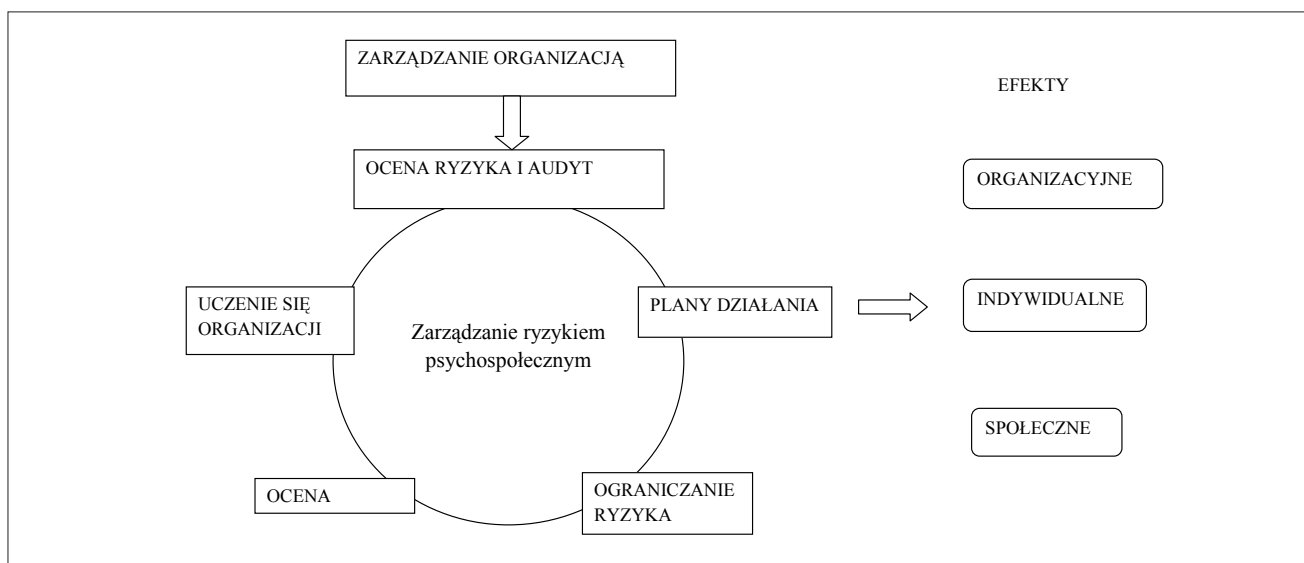 ZARZĄDZANIE ORGANIZACJĄ
EFEKTY
OCENA RYZYKA I AUDYT
ORGANIZACYJNE
UCZENIE SIĘ
ORGANIZACJI
PLANY DZIAŁANIA
INDYWIDUALNE
Zarządzanie ryzykiem
psychospołecznym
SPOŁECZNE
OCENA
OGRANICZANIE
RYZYKA